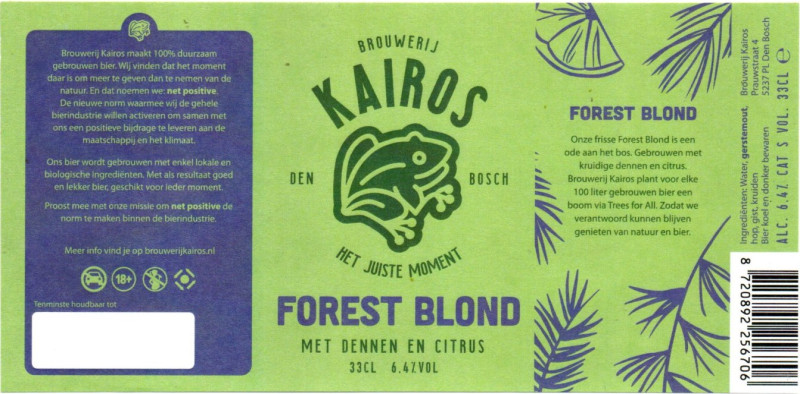 Brouwerij Kairos maakt 100% duurzaam
gebrouwen bier. Wij vinden dat het moment
daar is om meer te geven dan te nemen van de
natuur. En dat noemen we: net positive.
De nieuwe norm waarmee wij de gehele
bierindustrie willen activeren om samen met
ons een positieve bijdrage te leveren aan de
maatschappij en het klimaat.
Ons bier wordt gebrouwen met enkel lokale en
biologische ingrediënten. Met als resultaat goed
en lekker bier, geschikt voor ieder moment.
Proost mee met onze missie om net positive de
norm te maken binnen de bierindustrie.
Meer info vind je op brouwerijkairos.nl
18+
Tenminste houdbaar tot
BROUWERIJ
KAIROS
DEN BOSCH
HET JUISTE MOMENT
FOREST BLOND
MET DENNEN EN CITRUS
33CL 6.4%VOL
FOREST BLOND
Onze frisse Forest Blond is een
ode aan het bos. Gebrouwen met
kruidige dennen en citrus.
Brouwerij Kairos plant voor elke
100 liter gebrouwen bier een
boom via Trees for All. Zodat we
verantwoord kunnen blijven
genieten van natuur en bier.
Brouwerij Kairos
Prauwstraat 4
5237 PL Den Bosch
Ingrediënten: Water, gerstemout,
hop, gist, kruiden
Bier koel en donker bewaren
ALC. 6.4% CAT S VOL. 33CL e
8 720892 256706